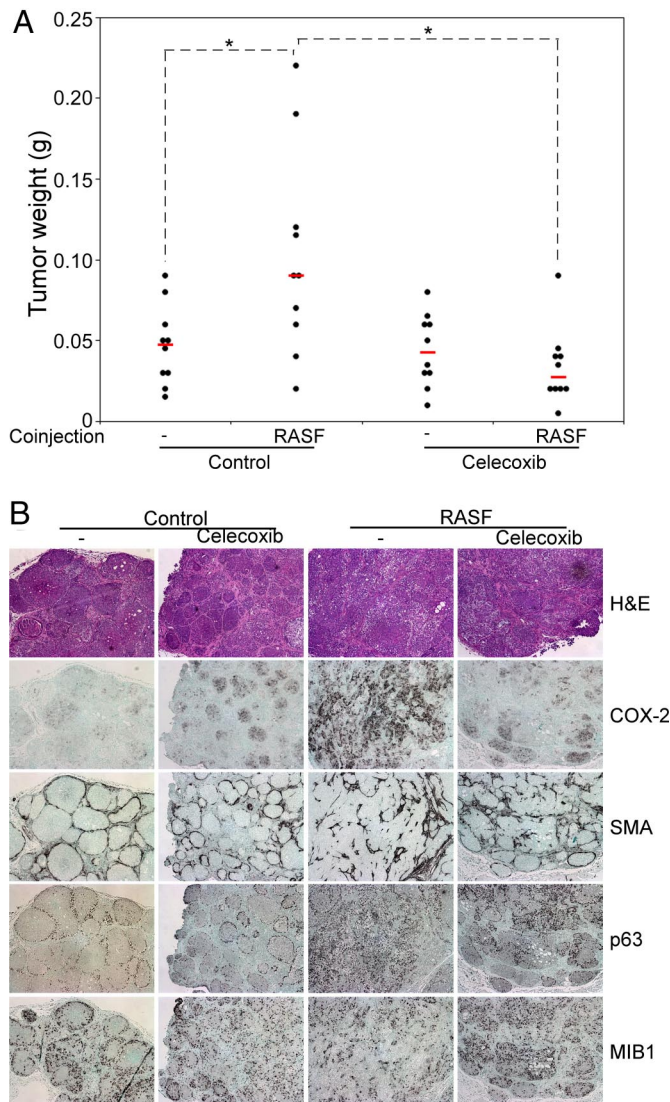 A
0.25
*
*
0.20
0.15
0.10
0.05
0
Tumor weight (g)
Coinjection
- RASF - RASF
Control Celecoxib
B
Control RASF
- Celecoxib - Celecoxib
H&E
COX-2
SMA
p63
MIB1